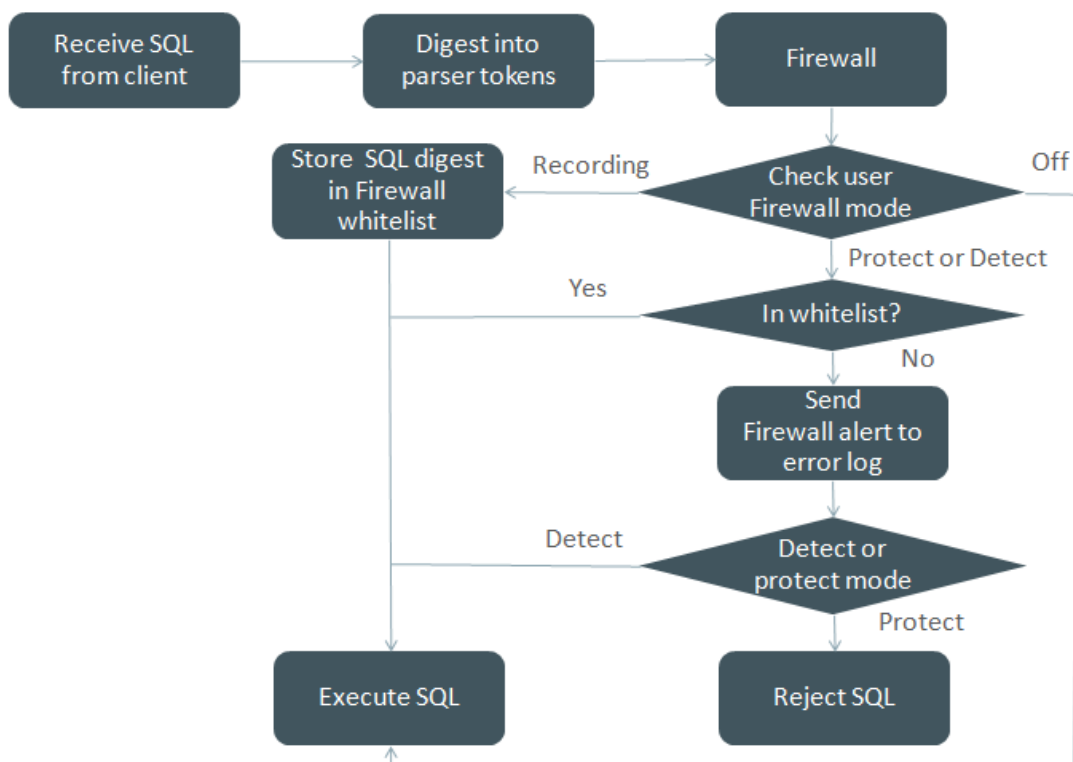 Receive SQL
from client
Digest into
parser tokens
Firewall
Store SQL digest
in Firewall
whitelist
Recording
Check user
Firewall mode
Off
Protect or Detect
Yes
In whitelist?
No
Send
Firewall alert to
error log
Detect
Detect or
protect mode
Protect
Execute SQL
Reject SQL